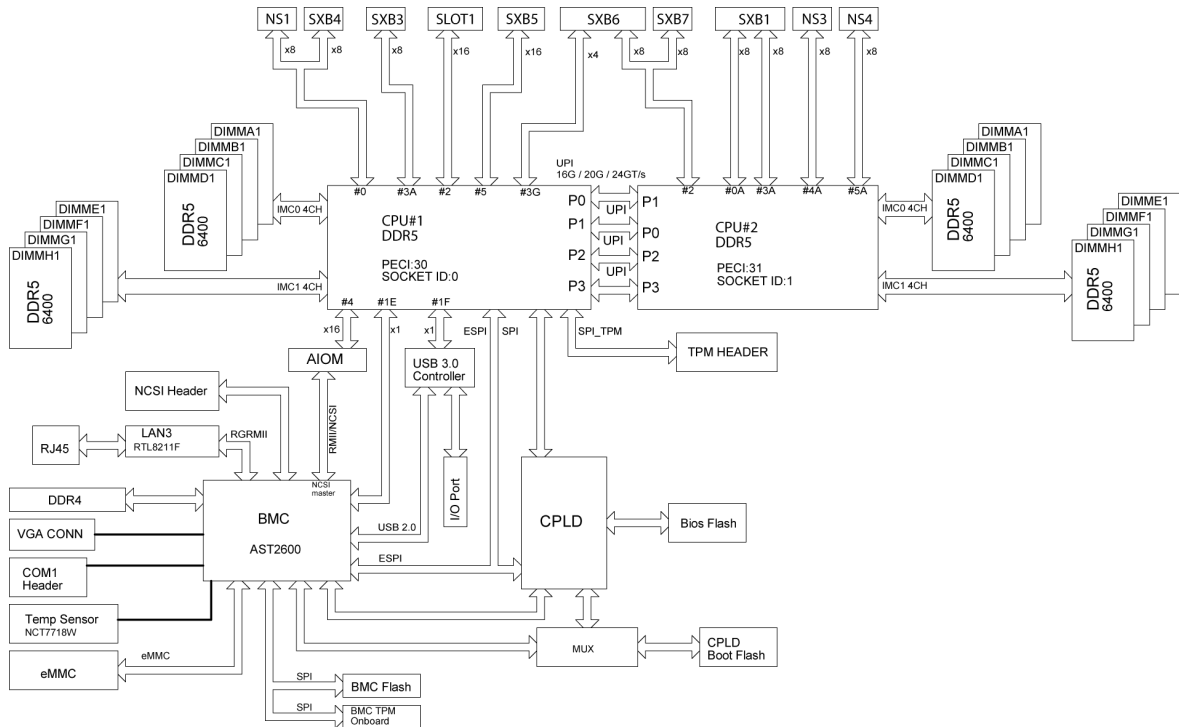 NS1 SXB4 SXB3 SLOT1 SXB5 SXB6 SXB7 SXB1 NS3 NS4
x8 x8 x8 x16 x16 x4 x8 x8 x8 x8 x8 x8
DIMMA1
DIMMB1
DIMMC1
DIMMD1
DDR5
6400
IMC0 4CH
DIMME1
DIMMF1
DIMMG1
DIMMH1
DDR5
6400
IMC1 4CH
#0 #3A #2 #5 #3G
CPU#1
DDR5
PECI:30
SOCKET ID:0
P0
P1
P2
P3
#4 #1E #1F
UPI
16G / 20G / 24GT/s
UPI
UPI
UPI
#2 #0A #3A #4A #5A
P1
P0
P2
P3
CPU#2
DDR5
PECI:31
SOCKET ID:1
IMC0 4CH
DIMMA1
DIMMB1
DIMMC1
DIMMD1
DDR5
6400
IMC1 4CH
DIMME1
DIMMF1
DIMMG1
DIMMH1
DDR5
6400
x16 x1 x1 ESPI SPI SPI_TPM
AIOM
USB 3.0
Controller
TPM HEADER
NCSI Header
RJ45
LAN3
RTL8211F
RGRMII
RMII/NCSI
I/O Port
DDR4
VGA CONN
COM1
Header
Temp Sensor
NCT7718W
eMMC
eMMC
NCSI
master
BMC
AST2600
USB 2.0
ESPI
CPLD
Bios Flash
MUX
CPLD
Boot Flash
SPI
BMC Flash
SPI
BMC TPM
Onboard